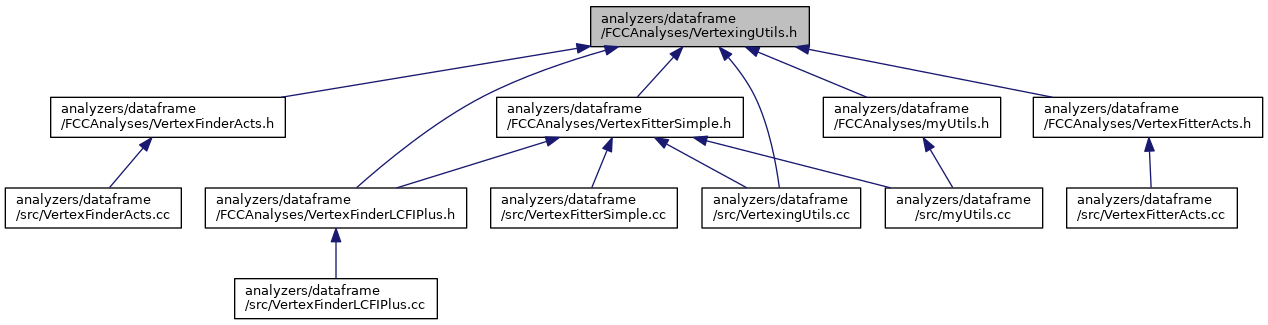 analyzers/dataframe
/FCCAnalyses/VertexingUtils.h
analyzers/dataframe
/FCCAnalyses/VertexFinderActs.h
analyzers/dataframe
/FCCAnalyses/VertexFitterSimple.h
analyzers/dataframe
/FCCAnalyses/myUtils.h
analyzers/dataframe
/FCCAnalyses/VertexFitterActs.h
analyzers/dataframe
/src/VertexFinderActs.cc
analyzers/dataframe
/FCCAnalyses/VertexFinderLCFIPlus.h
analyzers/dataframe
/src/VertexFitterSimple.cc
analyzers/dataframe
/src/VertexingUtils.cc
analyzers/dataframe
/src/myUtils.cc
analyzers/dataframe
/src/VertexFitterActs.cc
analyzers/dataframe
/src/VertexFinderLCFIPlus.cc